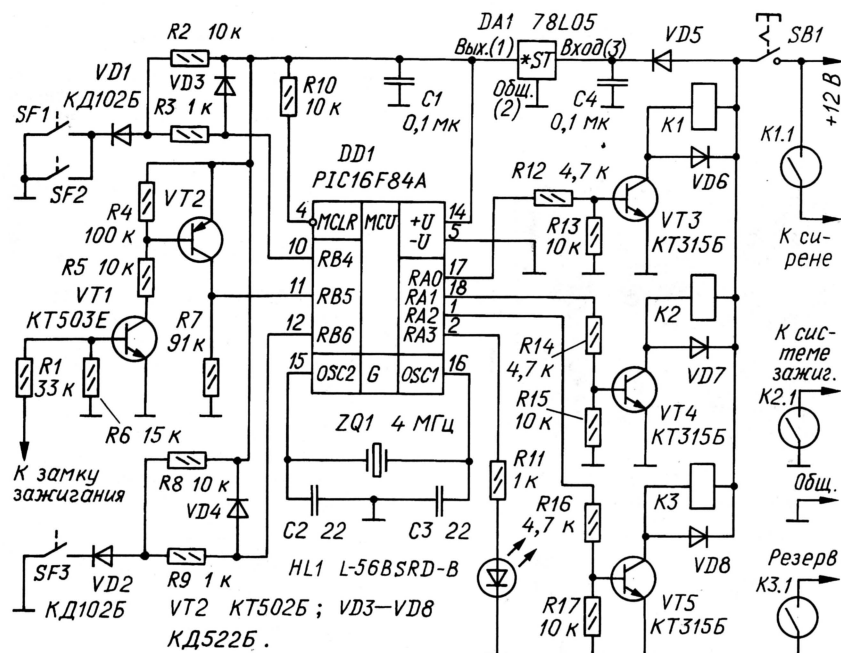 R2 10 к
DA1 78L05
VD1
КД102Б
VD3
R3 1 к
SF1
SF2
R10
10 к
C1
0,1 мк
Вых.(1)
*ST
Вход(3)
Общ.
(2)
C4
0,1 мк
VD5
SB1
+12 В
K1
K1.1
VD6
К си-
рене
DD1
PIC16F84A
R12 4,7 к
R13
10 к
VT3
КТ315Б
R4
100 к
VT2
R5 10 к
VT1
КТ503Е
R7
91 к
R1
33 к
R6 15 к
К замку
зажигания
4
10
11
12
15
MCLR
RB4
RB5
RB6
OSC2
MCU
G
+U
-U
RA0
RA1
RA2
RA3
OSC1
14
5
17
18
1
2
16
R14
4,7 к
R15
10 к
K2
VD7
VT4
КТ315Б
К сис-
теме
зажиг.
K2.1
Общ.
ZQ1 4 МГц
C2 22
C3 22
R11
1 к
R16
4,7 к
K3
VD8
VT5
КТ315Б
R17
10 к
Резерв
K3.1
R8 10 к
VD4
SF3
VD2
КД102Б
R9 1 к
HL1 L-56BSRD-B
VT2 КТ502Б; VD3—VD8
КД522Б.